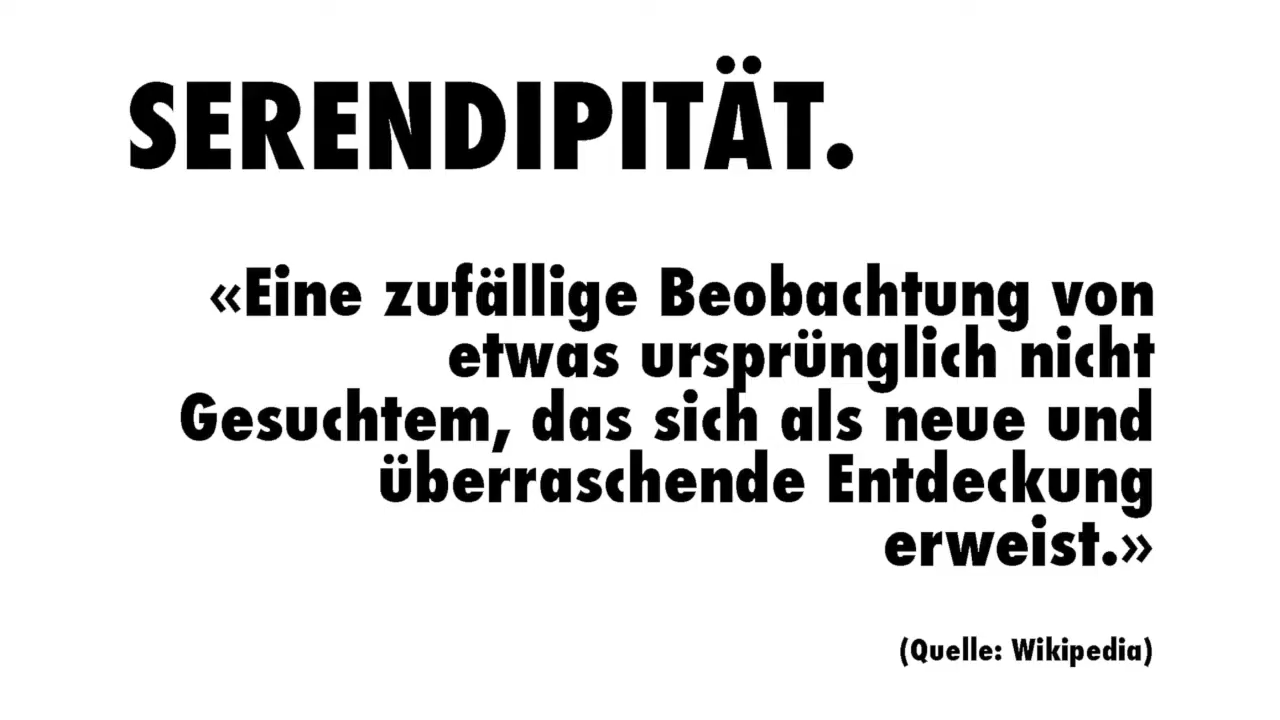 SERENDIPITÄT.
«Eine zufällige Beobachtung von
etwas ursprünglich nicht
Gesuchtem, das sich als neue und
überraschende Entdeckung
erweist.»
(Quelle: Wikipedia)